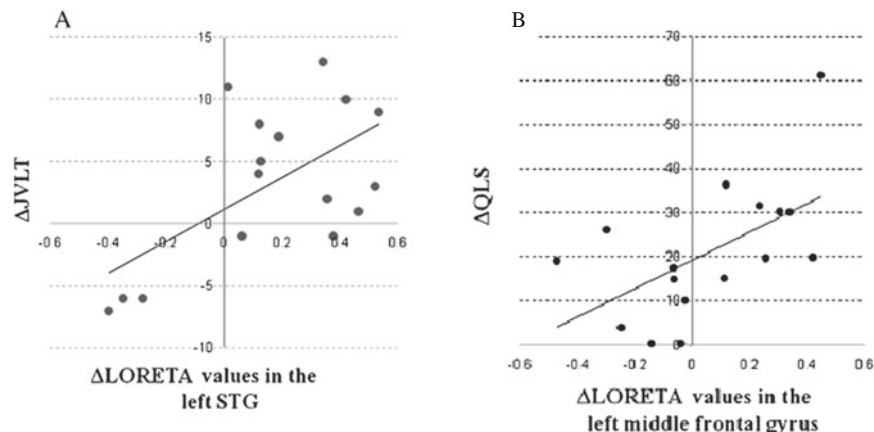 A
ΔJVLT
15
10
5
0
-5
-10
-0.6 -0.4 -0.2 0 0.2 0.4 0.6
ΔLORETA values in the
left STG
B
ΔQLS
70
60
50
40
30
20
10
0
-0.6 -0.4 -0.2 0 0.2 0.4 0.6
ΔLORETA values in the
left middle frontal gyrus